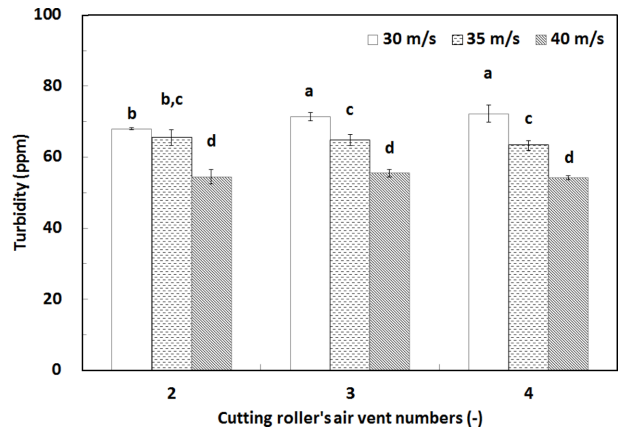 100
80
60
40
20
0
Turbidity (ppm)
30 m/s 35 m/s 40 m/s
b b,c d
a c d
a c d
2 3 4
Cutting roller's air vent numbers (-)